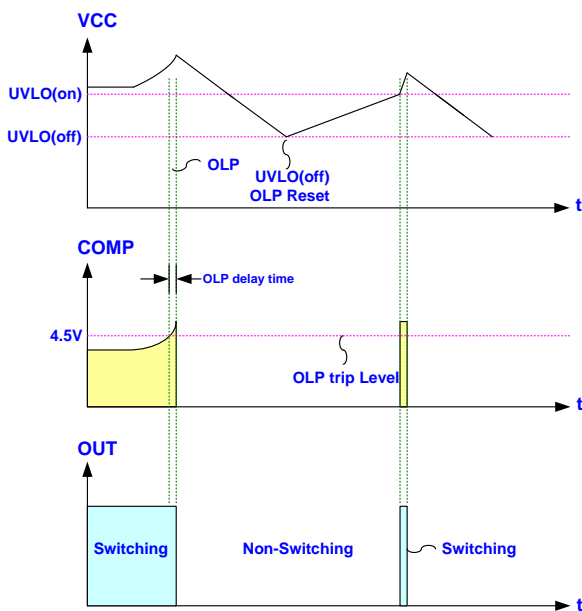 VCC
UVLO(on)
UVLO(off)
OLP
UVLO(off)
OLP Reset
t
COMP
OLP delay time
4.5V
OLP trip Level
t
OUT
Switching
Non-Switching
Switching
t